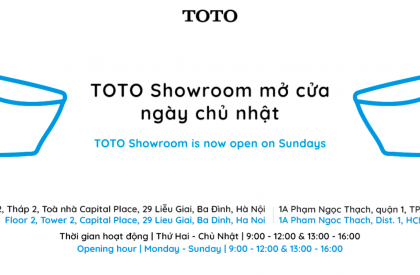 TOTO
TOTO Showroom mở cửa
ngày chủ nhật
TOTO Showroom is now open on Sundays
2, Tháp 2, Toà nhà Capital Place, 29 Liễu Giai, Ba Đình, Hà Nội
1A Phạm Ngọc Thạch, quận 1, TP
Floor 2, Tower 2, Capital Place, 29 Lieu Giai, Ba Dinh, Ha Noi
1A Pham Ngoc Thach, Dist. 1, HC
Thời gian hoạt động | Thứ Hai - Chủ Nhật | 9:00 - 12:00 & 13:00 - 16:00
Opening hour | Monday - Sunday | 9:00 - 12:00 & 13:00 - 16:00